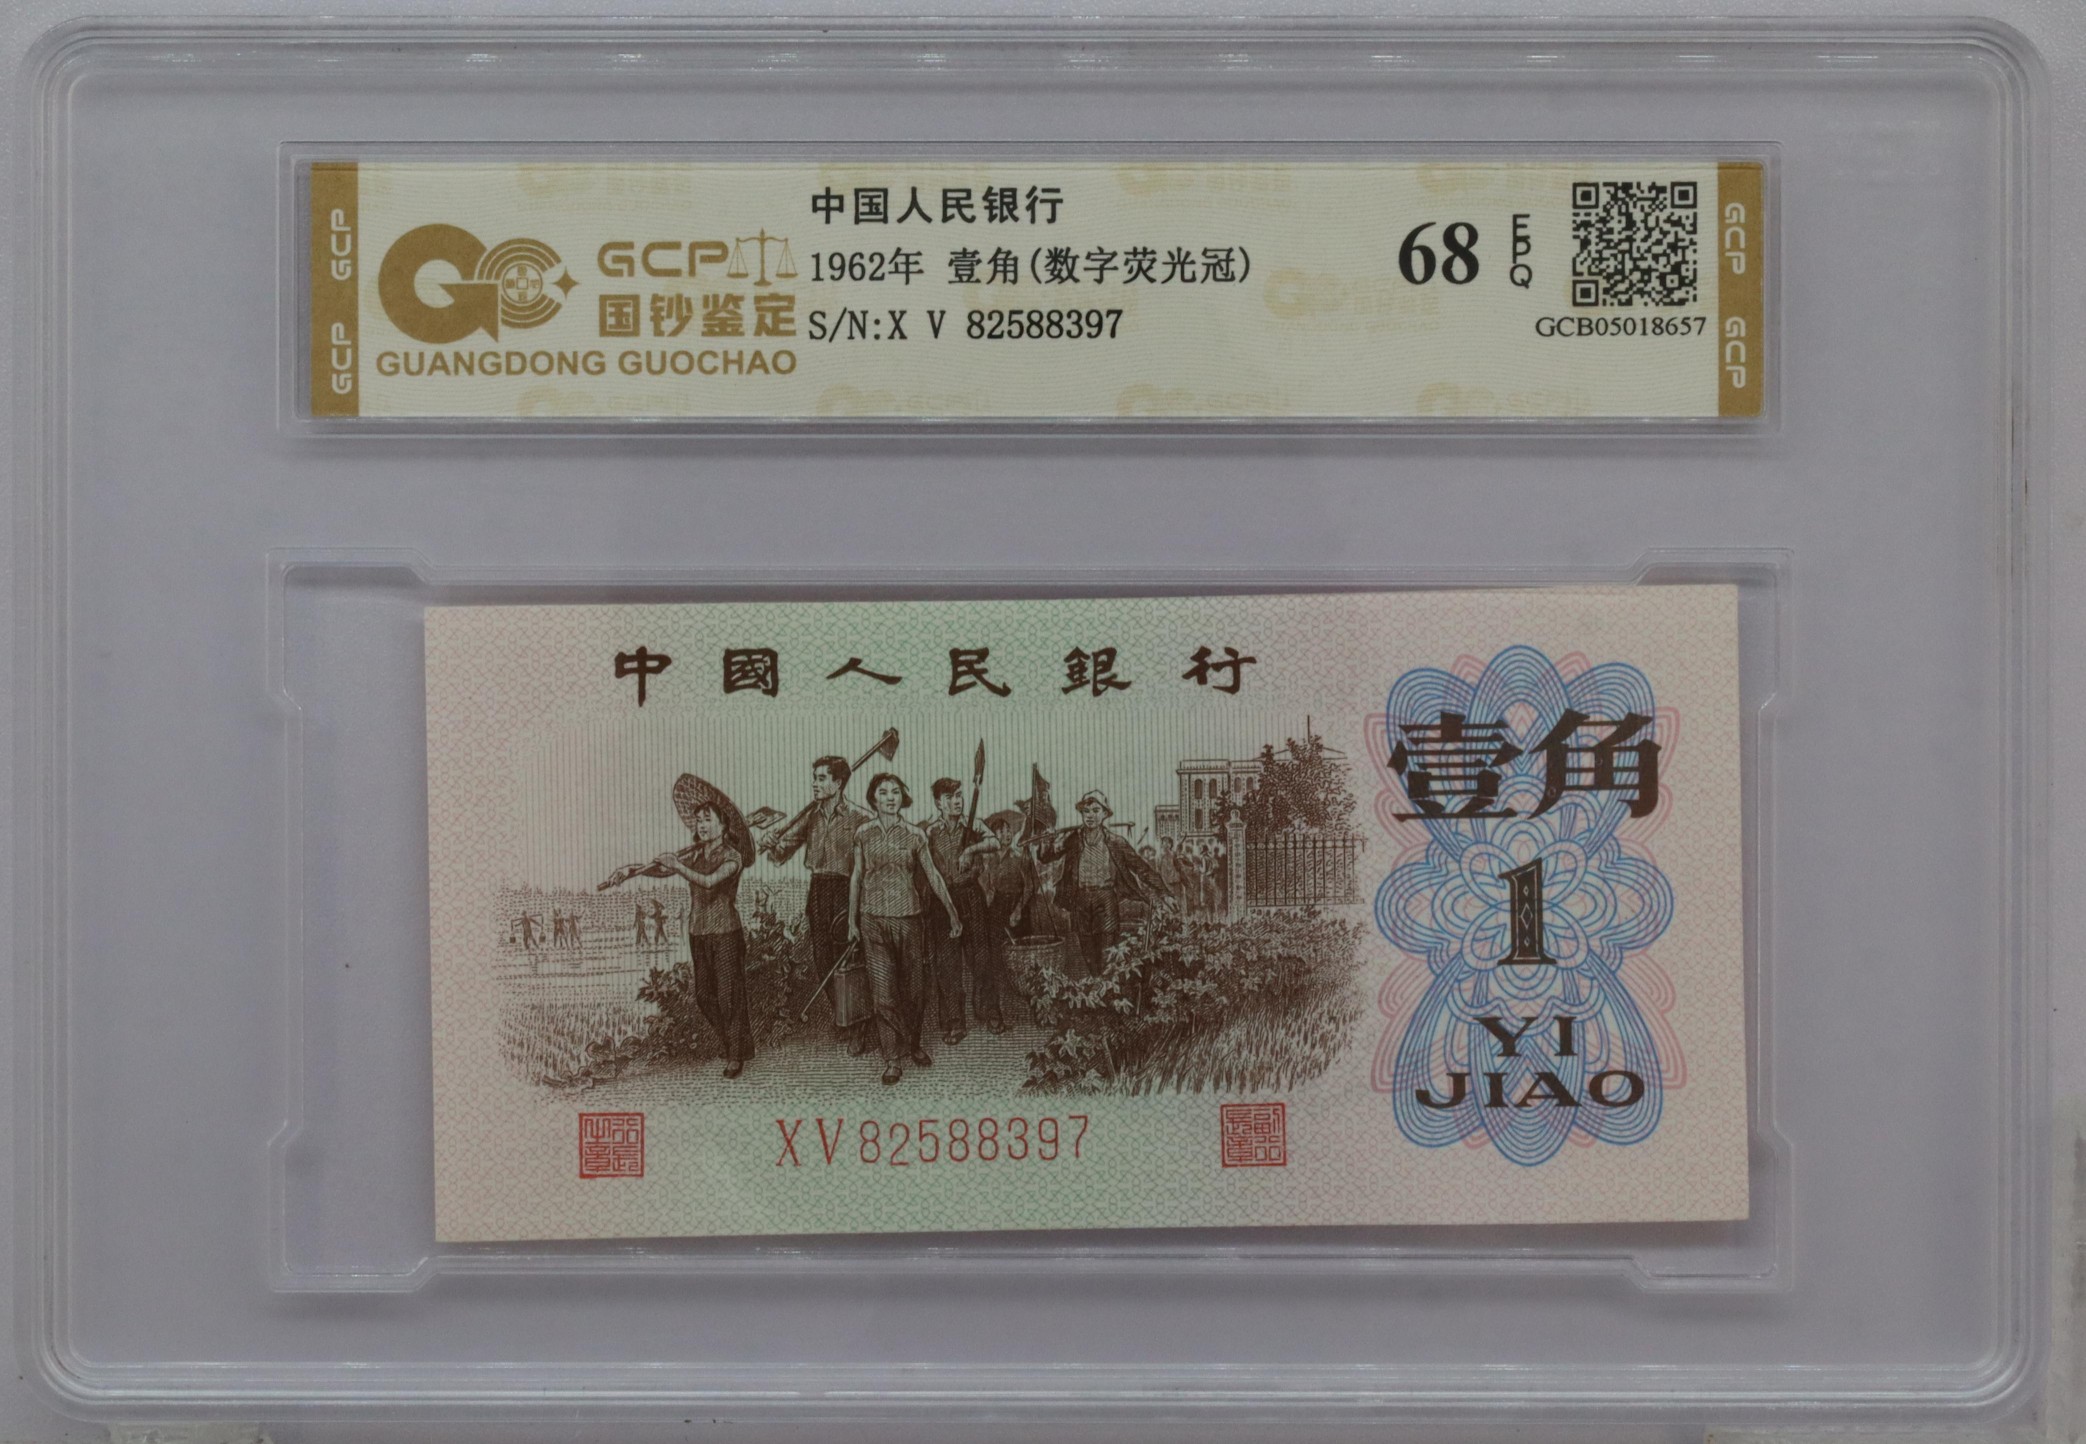 中国人民银行
GCP
国钞鉴定
GUANGDONG GUOCHAO
1962年 壹角(数字荧光冠)
S/N:X V 82588397
68 EPQ
GCB05018657
GCP
GCP
GCP
GCP
中國人民銀行
壹角
1
YI
JIAO
XV82588397